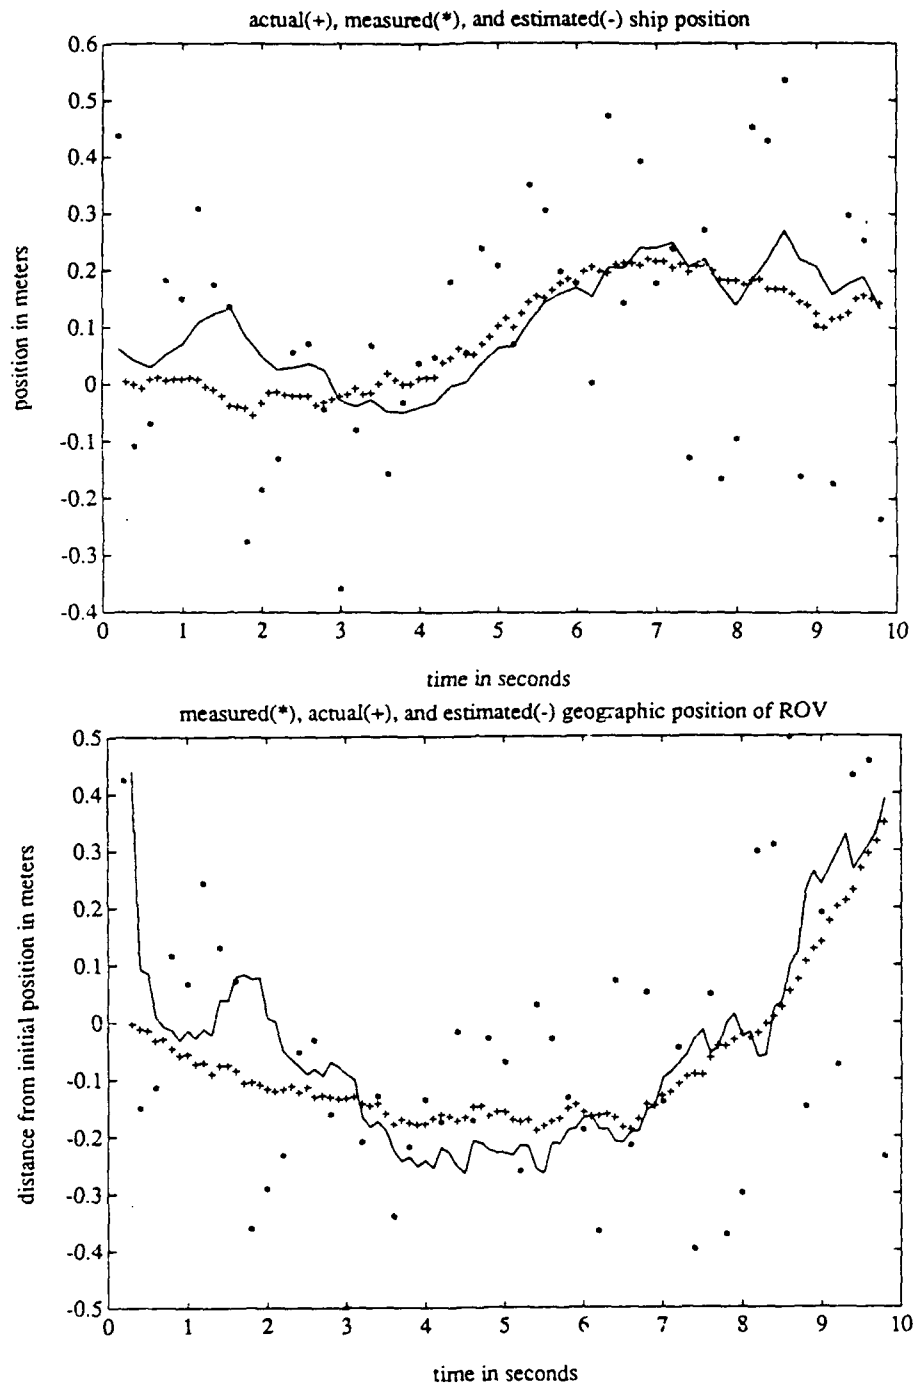 actual(+), measured(*), and estimated(-) ship position
0.6
0.5
0.4
0.3
0.2
0.1
0
-0.1
-0.2
-0.3
-0.4
position in meters
0 1 2 3 4 5 6 7 8 9 10
time in seconds
measured(*), actual(+), and estimated(-) geographic position of ROV
0.5
0.4
0.3
0.2
0.1
0
-0.1
-0.2
-0.3
-0.4
-0.5
distance from initial position in meters
0 1 2 3 4 5 6 7 8 9 10
time in seconds